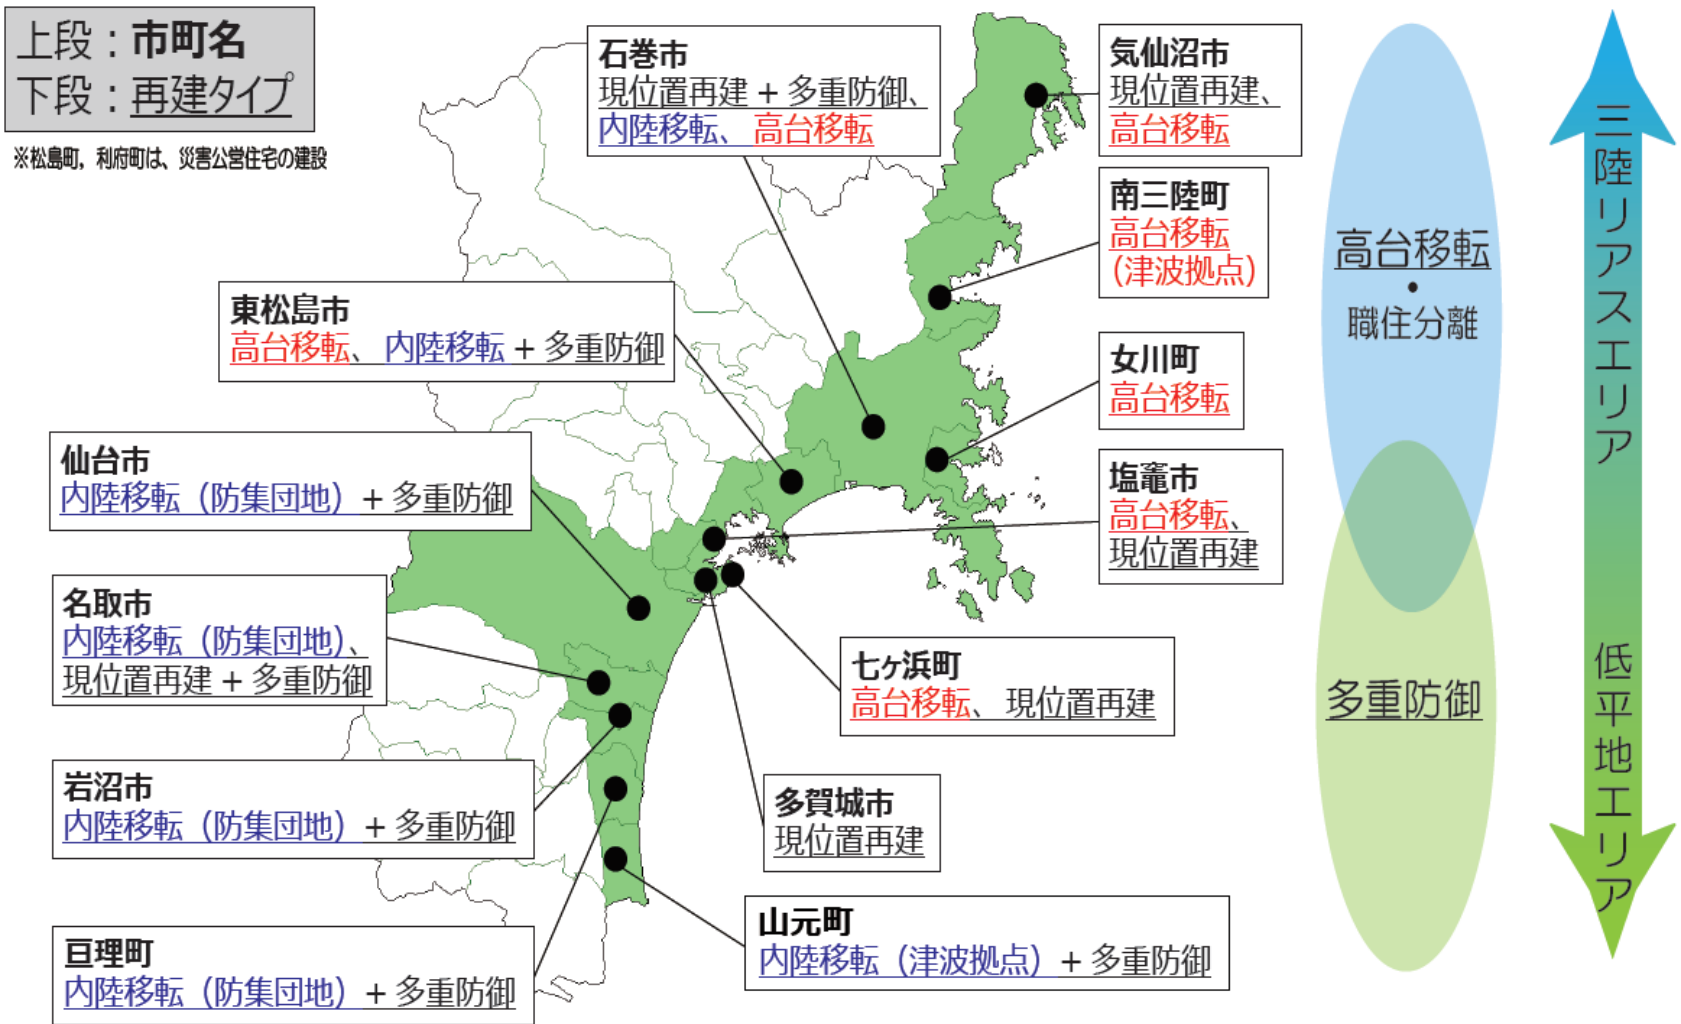 上段：市町名
下段：再建タイプ
※松島町，利府町は、災害公営住宅の建設
石巻市
現位置再建 + 多重防御、
内陸移転、高台移転
気仙沼市
現位置再建、
高台移転
南三陸町
高台移転
（津波拠点）
東松島市
高台移転、内陸移転 + 多重防御
女川町
高台移転
仙台市
内陸移転（防集団地）+ 多重防御
塩竈市
高台移転、
現位置再建
名取市
内陸移転（防集団地）、
現位置再建 + 多重防御
七ヶ浜町
高台移転、現位置再建
岩沼市
内陸移転（防集団地）+ 多重防御
多賀城市
現位置再建
山元町
内陸移転（津波拠点）+ 多重防御
亘理町
内陸移転（防集団地）+ 多重防御
高台移転
・
職住分離
多重防御
三陸リアスエリア
低平地エリア